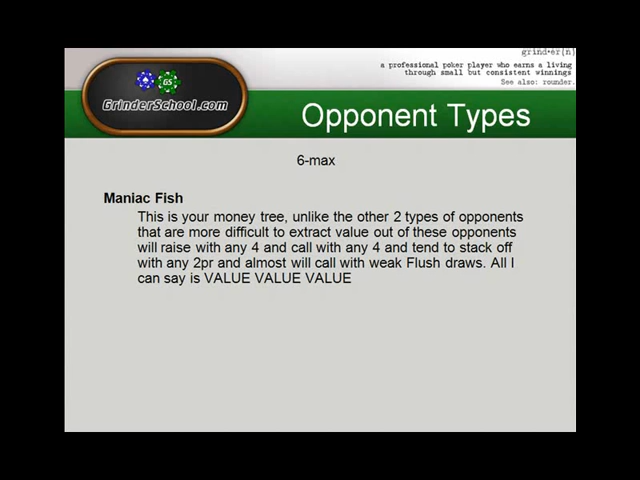 grind•er(n)
a professional poker player who earns a living
through small but consistent winnings
See also: rounder.
GS
GrinderSchool.com
Opponent Types
6-max
Maniac Fish
This is your money tree, unlike the other 2 types of opponents
that are more difficult to extract value out of these opponents
will raise with any 4 and call with any 4 and tend to stack off
with any 2pr and almost will call with weak Flush draws. All I
can say is VALUE VALUE VALUE